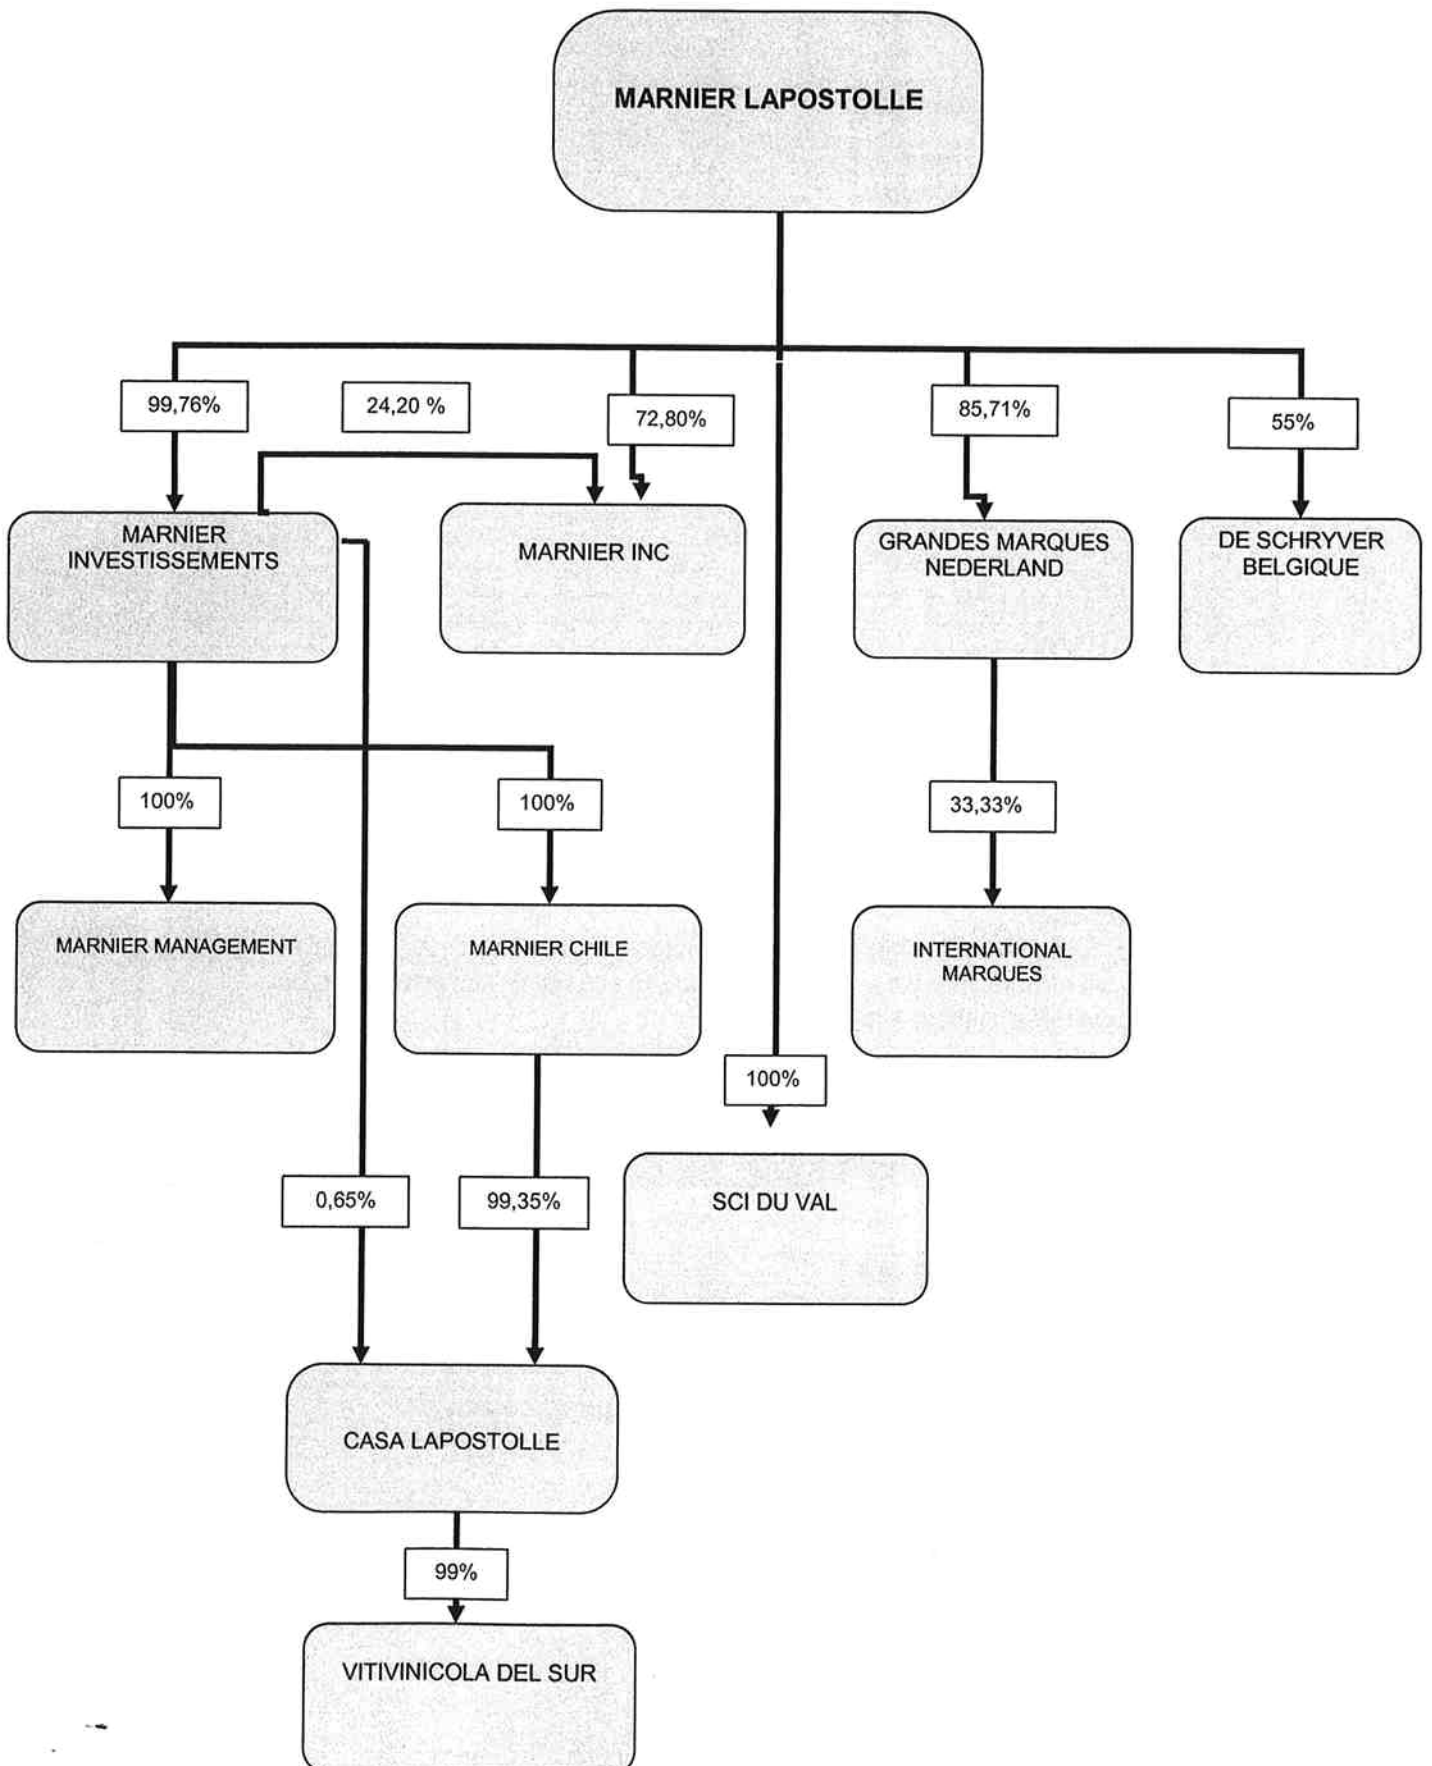 MARNIER LAPOSTOLLE
99,76%
24,20 %
72,80%
85,71%
55%
MARNIER
INVESTISSEMENTS
MARNIER INC
GRANDES MARQUES
NEDERLAND
DE SCHRYVER
BELGIQUE
100%
100%
33,33%
MARNIER MANAGEMENT
MARNIER CHILE
INTERNATIONAL
MARQUES
100%
0,65%
99,35%
SCI DU VAL
CASA LAPOSTOLLE
99%
VITIVINICOLA DEL SUR